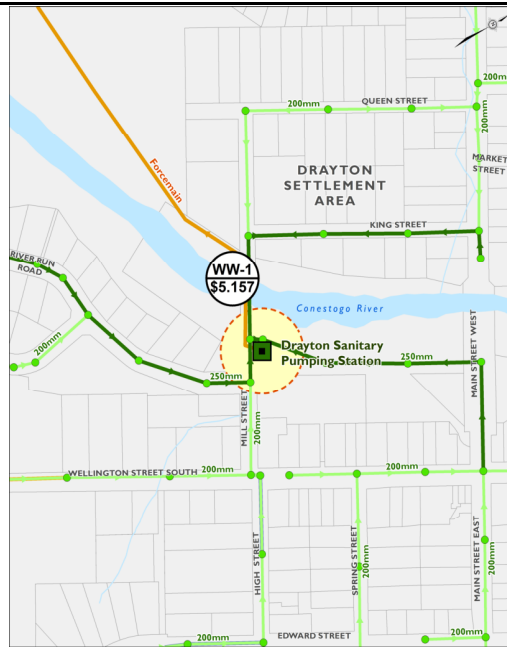 200mm
QUEEN STREET
200m
200mm
MARKET
STREET
DRAYTON
SETTLEMENT
AREA
Forcemain
KING STREET
RIVER RUN
ROAD
WW-1
$5.157
Conestogo River
200mm
Drayton Sanitary
Pumping Station
250mm
MAIN STREET WEST
250mm
MILL STREET
200mm
WELLINGTON STREET SOUTH
200mm
200mm
HIGH STREET
200mm
SPRING STREET
200mm
MAIN STREET EAST
200mm
200mm
EDWARD STREET
200mm